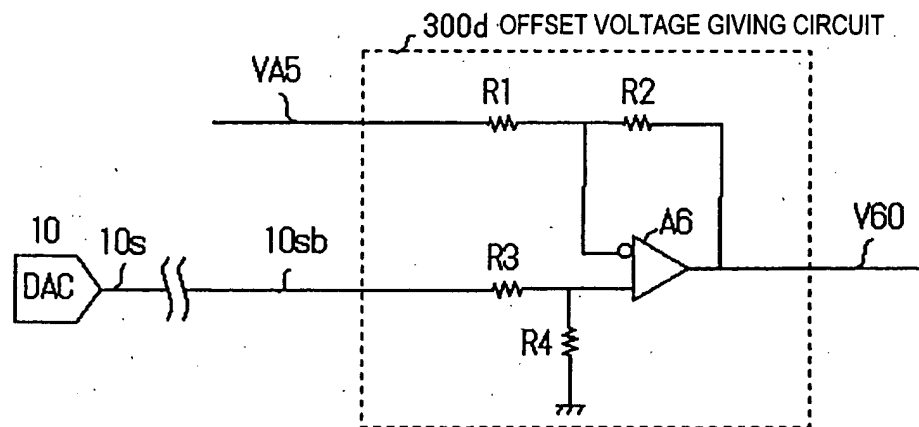 300d OFFSET VOLTAGE GIVING CIRCUIT
VA5
R1
R2
10
10s
10sb
A6
V60
DAC
R3
R4